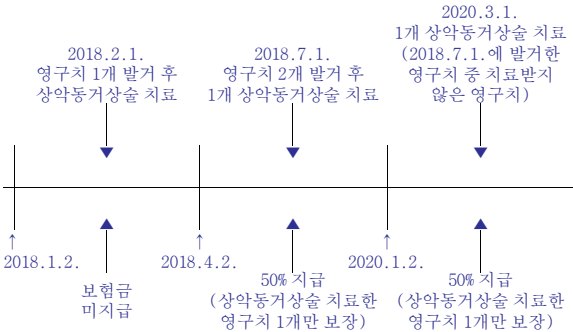 2018.2.1.
영구치 1개 발거 후
상악동거상술 치료
2018.7.1.
영구치 2개 발거 후
1개 상악동거상술 치료
2020.3.1.
1개 상악동거상술 치료
(2018.7.1.에 발거한
영구치 중 치료받지
않은 영구치)
↑
2018.1.2.
↑
2018.4.2.
↑
2020.1.2.
보험금
미지급
50% 지급
(상악동거상술 치료한
영구치 1개만 보장)
50% 지급
(상악동거상술 치료한
영구치 1개만 보장)